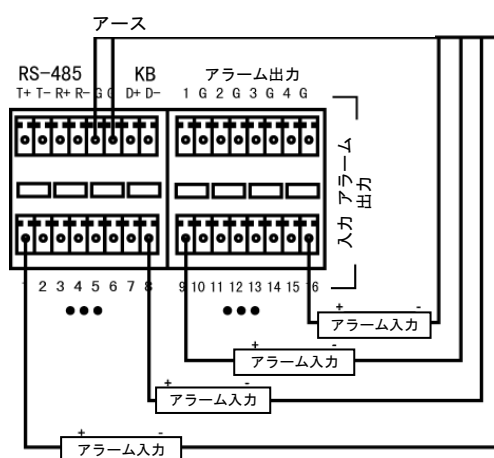 アース
RS-485 KB アラーム出力
T+ T- R+ R- G G D+ D- 1 G 2 G 3 G 4 G
入力 アラーム出力
1 2 3 4 5 6 7 8 9 10 11 12 13 14 15 16
●●● ●●●
+ -
アラーム入力
+ -
アラーム入力
+ -
アラーム入力
+ -
アラーム入力